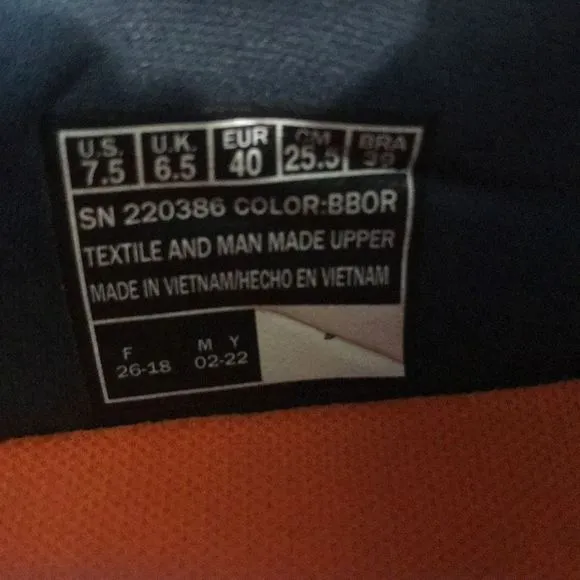 U.S. U.K. EUR CM BRA
7.5 6.5 40 25.5
SN 220386 COLOR:BBOR
TEXTILE AND MAN MADE UPPER
MADE IN VIETNAM/HECHO EN VIETNAM
F M Y
26-18 02-22